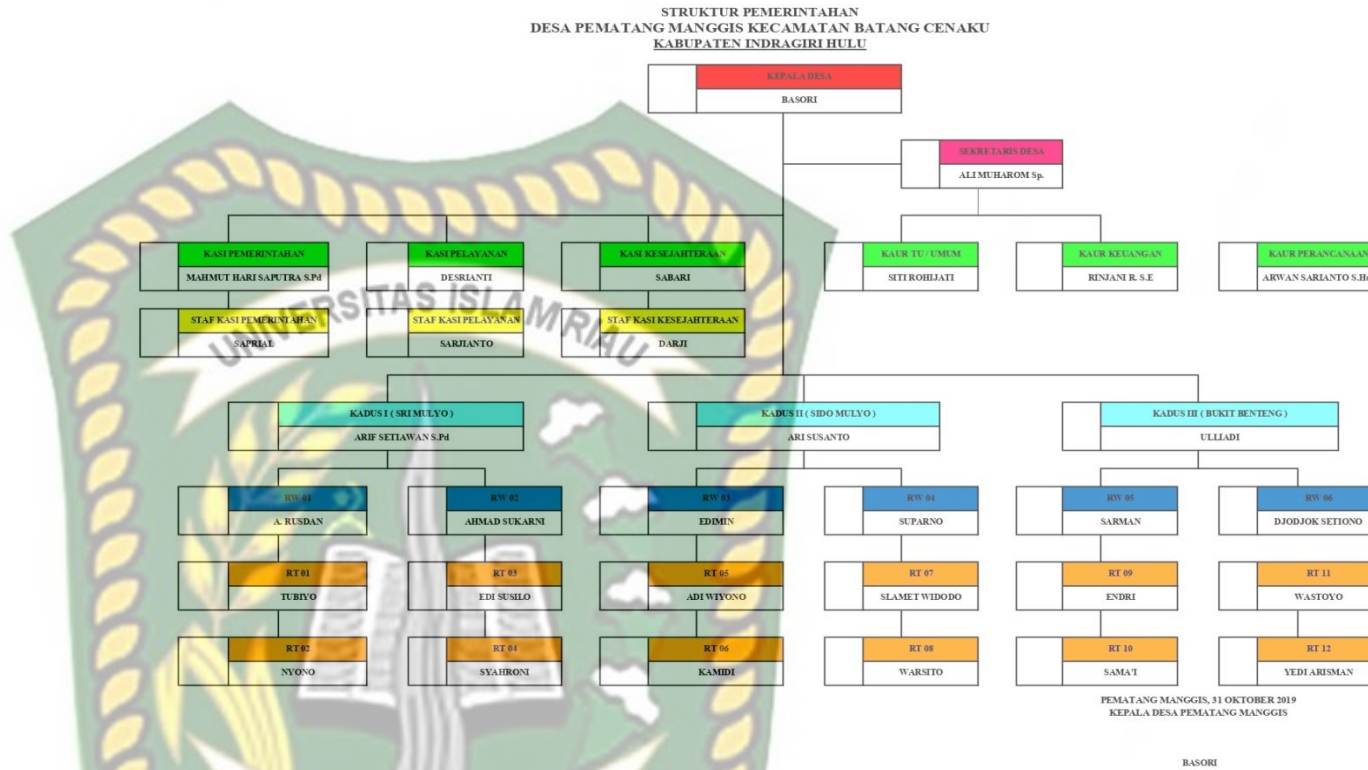 STRUKTUR PEMERINTAHAN
DESA PEMATANG MANGGIS KECAMATAN BATANG CENAKU
KABUPATEN INDRAGIRI HULU
KEPALA DESA
BASORI
SEKRETARIS DESA
ALI MUHAROM Sp.
KASI PEMERINTAHAN
MAHMUT HARI SAPUTRA S.Pd
KASI PELAYANAN
DESRIANTI
KASI KESEJAHTERAAN
SABARI
KAUR TU / UMUM
SITI ROHIJATI
KAUR KEUANGAN
RINJANI R. S.E
KAUR PERANCANAAN
ARWAN SARIANTO
STAF KASI PEMERINTAHAN
SAPRIAL
STAF KASI PELAYANAN
SARJIANTO
STAF KASI KESEJAHTERAAN
DARJI
UNIVERSITAS ISLAM RIAU
KADUS I ( SRI MULYO )
ARIF SETIAWAN S.Pd
KADUS II ( SIDO MULYO )
ARI SUSANTO
KADUS III ( BUKIT BENTENG )
ULLIADI
RW 01
A. RUSDAN
RW 02
AHMAD SUKARNI
RW 03
EDIMIN
RW 04
SUPARNO
RW 05
SARMAN
RW 06
DJODJOK SETIONO
RT 01
TUBIYO
RT 03
EDI SUSILO
RT 05
ADI WIYONO
RT 07
SLAMET WIDODO
RT 09
ENDRI
RT 11
WASTOYO
RT 02
NYONO
RT 04
SYAHRONI
RT 06
KAMIDI
RT 08
WARSITO
RT 10
SAMA'I
RT 12
YEDI ARISMAN
PEMATANG MANGGIS, 31 OKTOBER 2019
KEPALA DESA PEMATANG MANGGIS
BASORI